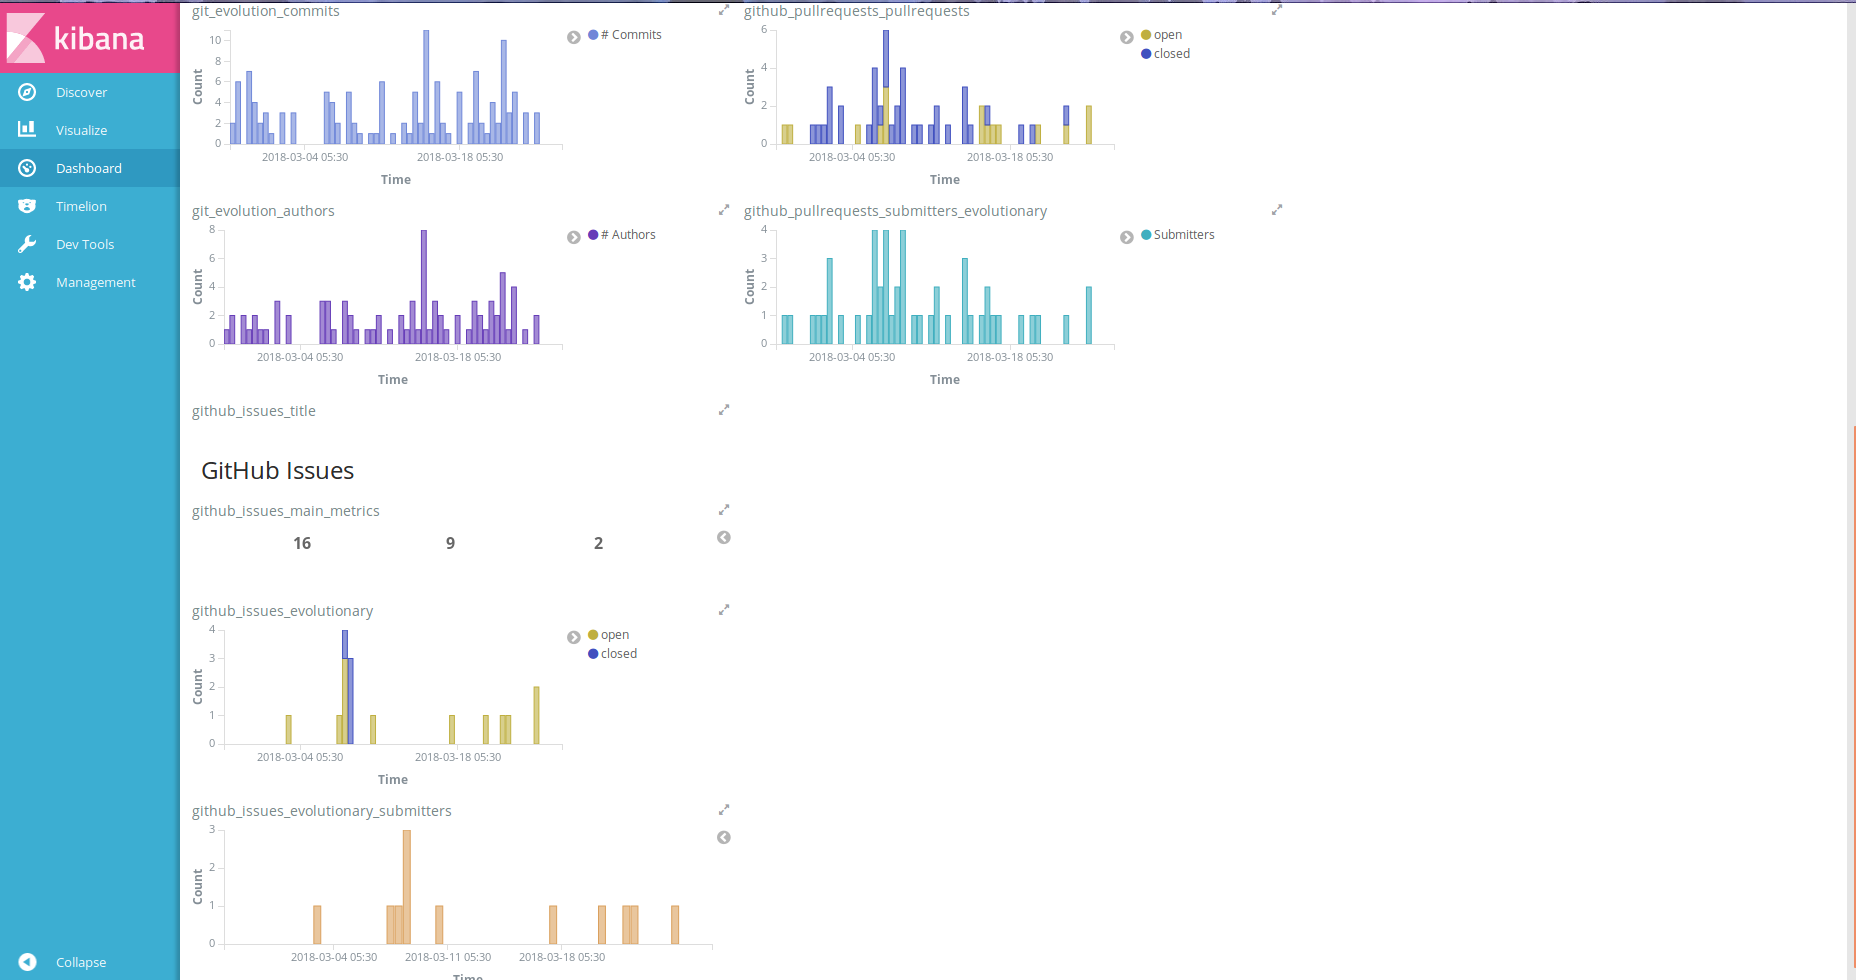 kibana
Discover
Visualize
Dashboard
Timelion
Dev Tools
Management
Collapse
git_evolution_commits
Count
10
8
6
4
2
0
2018-03-04 05:30
2018-03-18 05:30
Time
# Commits
github_pullrequests_pullrequests
Count
6
4
2
0
2018-03-04 05:30
2018-03-18 05:30
Time
open
closed
git_evolution_authors
Count
8
6
4
2
0
2018-03-04 05:30
2018-03-18 05:30
Time
# Authors
github_pullrequests_submitters_evolutionary
Count
4
3
2
1
0
2018-03-04 05:30
2018-03-18 05:30
Time
Submitters
github_issues_title
GitHub Issues
github_issues_main_metrics
16 9 2
github_issues_evolutionary
Count
4
3
2
1
0
2018-03-04 05:30
2018-03-18 05:30
Time
open
closed
github_issues_evolutionary_submitters
Count
3
2
1
0
2018-03-04 05:30
2018-03-11 05:30
2018-03-18 05:30
Time